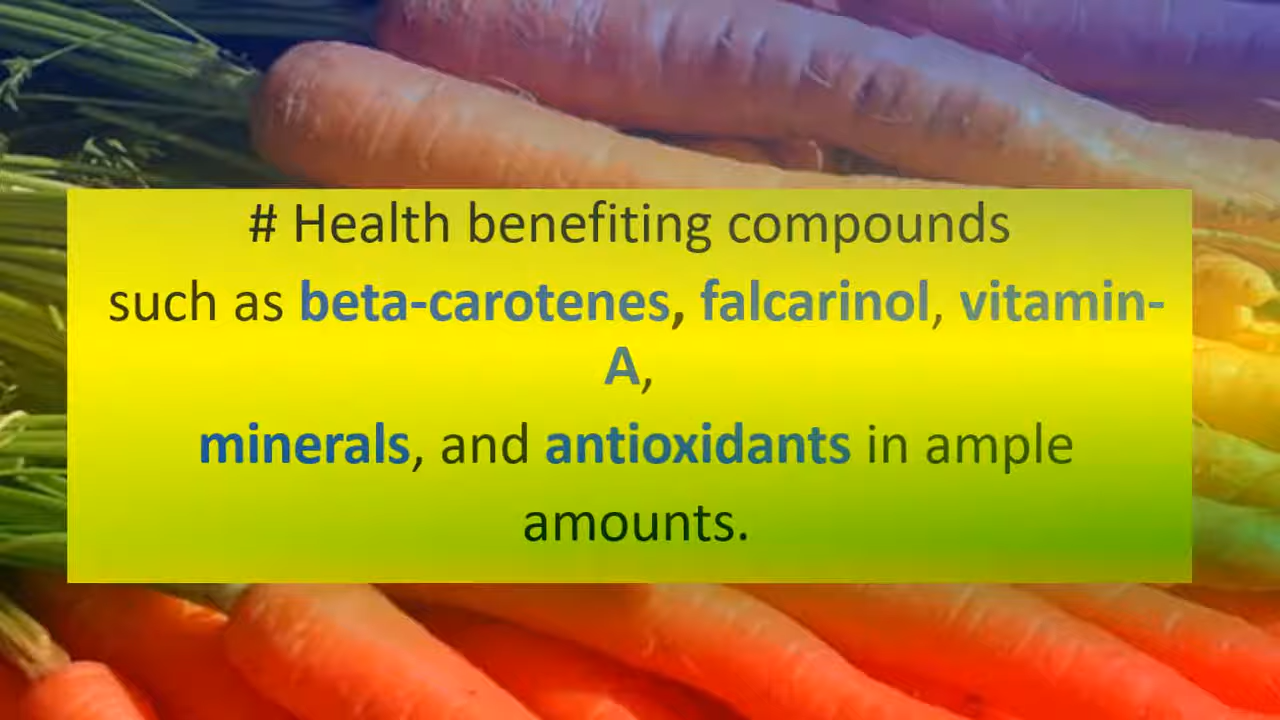 # Health benefiting compounds
such as beta-carotenes, falcarinol, vitamin-
A,
minerals, and antioxidants in ample
amounts.